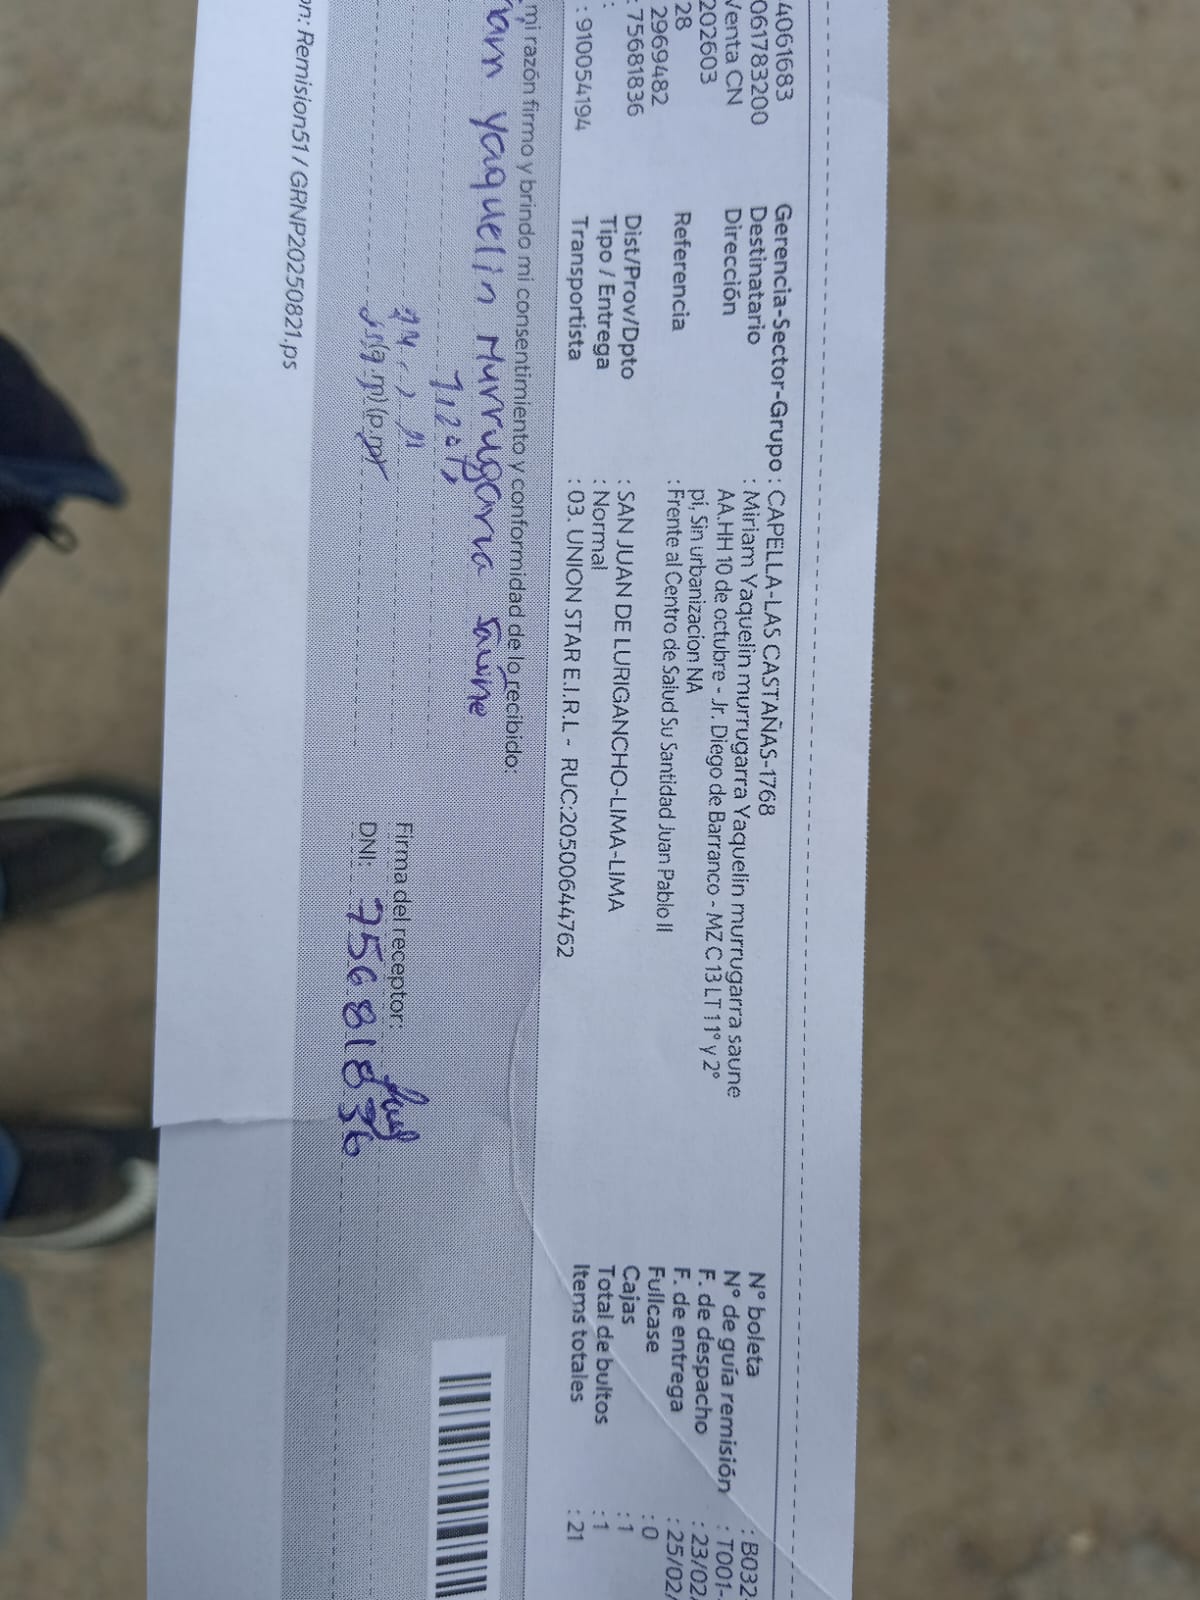 4061683 Gerencia-Sector-Grupo : CAPELLA-LAS CASTAÑAS-1768
061783200 Destinatario : Miriam Yaquelin murrugarra Yaquelin murrugarra saune N° boleta : B032-
Venta CN Dirección AA.HH 10 de octubre - Jr. Diego de Barranco - MZ C 13 LT 1 1° y 2° N° de guía remisión : T001-
202603 pi, Sin urbanizacion NA F. de despacho : 23/02/
28 Referencia : Frente al Centro de Salud Su Santidad Juan Pablo II F. de entrega : 25/02/
2969482 Fullcase : 0
: 75681836 Dist/Prov/Dpto : SAN JUAN DE LURIGANCHO-LIMA-LIMA Cajas : 1
: Tipo / Entrega : Normal Total de bultos : 1
: 910054194 Transportista : 03. UNION STAR E.I.R.L - RUC:20500644762 Items totales : 21
mi razón firmo y brindo mi consentimiento y conformidad de lo recibido:
Yaquelin Murrugarra Saune
Firma del receptor:
(a.m) (p.m) DNI: 75681836
on: Remision51 / GRNP20250821.ps